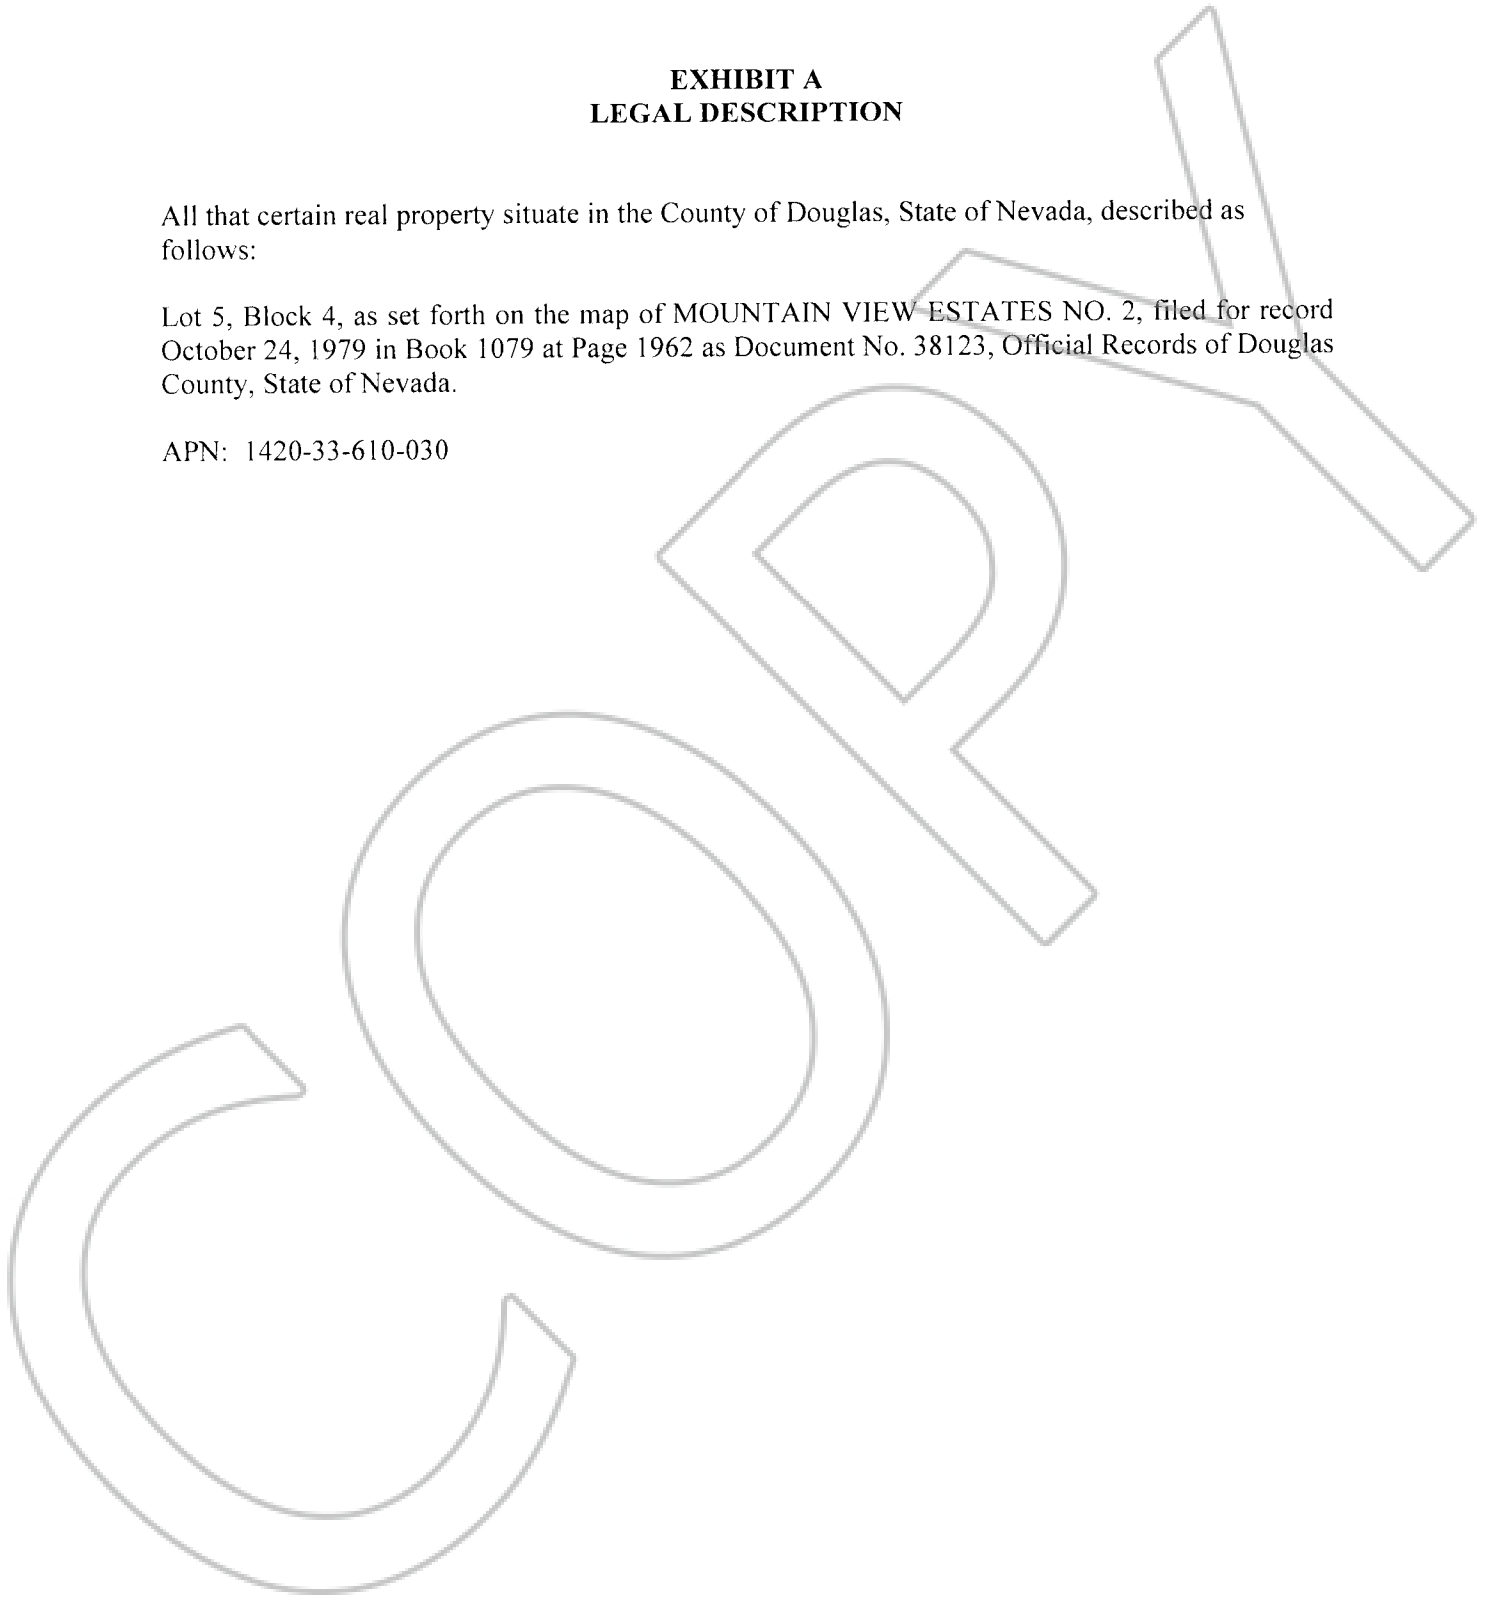 EXHIBIT A
LEGAL DESCRIPTION
All that certain real property situate in the County of Douglas, State of Nevada, described as
follows:
Lot 5, Block 4, as set forth on the map of MOUNTAIN VIEW ESTATES NO. 2, filed for record
October 24, 1979 in Book 1079 at Page 1962 as Document No. 38123, Official Records of Douglas
County, State of Nevada.
APN: 1420-33-610-030
COPY